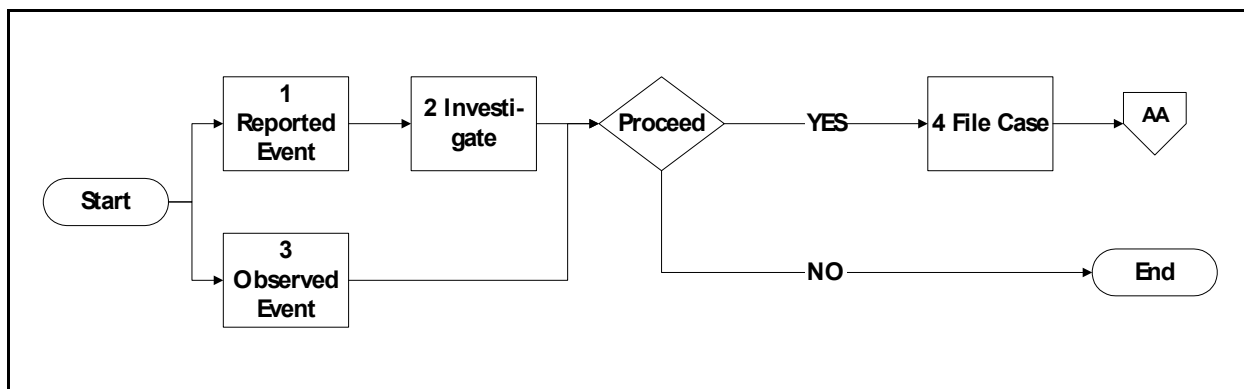 Start
1
Reported
Event
2 Investi-
gate
3
Observed
Event
Proceed
YES
4 File Case
AA
NO
End